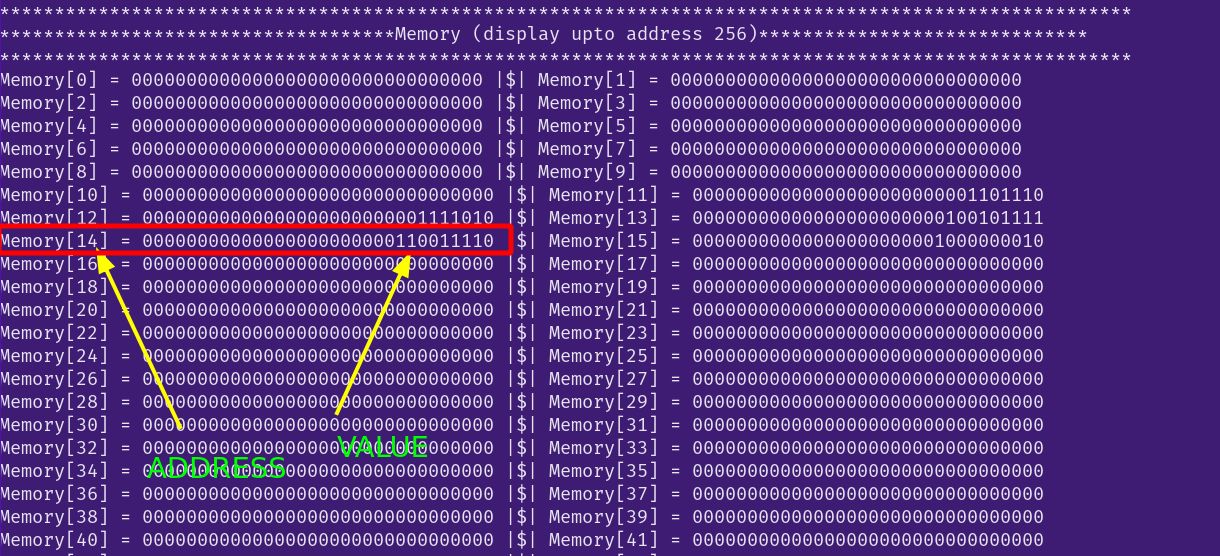 *******************************************************************************************************
************************************Memory (display upto address 256)******************************
*******************************************************************************************************
Memory[0] = 00000000000000000000000000000000 |$| Memory[1] = 00000000000000000000000000000000
Memory[2] = 00000000000000000000000000000000 |$| Memory[3] = 00000000000000000000000000000000
Memory[4] = 00000000000000000000000000000000 |$| Memory[5] = 00000000000000000000000000000000
Memory[6] = 00000000000000000000000000000000 |$| Memory[7] = 00000000000000000000000000000000
Memory[8] = 00000000000000000000000000000000 |$| Memory[9] = 00000000000000000000000000000000
Memory[10] = 00000000000000000000000000000000 |$| Memory[11] = 00000000000000000000000001101110
Memory[12] = 00000000000000000000000001111010 |$| Memory[13] = 00000000000000000000000100101111
Memory[14] = 00000000000000000000000110011110 |$| Memory[15] = 00000000000000000000001000000010
Memory[16] = 00000000000000000000000000000000 |$| Memory[17] = 00000000000000000000000000000000
Memory[18] = 00000000000000000000000000000000 |$| Memory[19] = 00000000000000000000000000000000
Memory[20] = 00000000000000000000000000000000 |$| Memory[21] = 00000000000000000000000000000000
Memory[22] = 00000000000000000000000000000000 |$| Memory[23] = 00000000000000000000000000000000
Memory[24] = 00000000000000000000000000000000 |$| Memory[25] = 00000000000000000000000000000000
Memory[26] = 00000000000000000000000000000000 |$| Memory[27] = 00000000000000000000000000000000
Memory[28] = 00000000000000000000000000000000 |$| Memory[29] = 00000000000000000000000000000000
Memory[30] = 00000000000000000000000000000000 |$| Memory[31] = 00000000000000000000000000000000
VALUE
Memory[32] = 00000000000000000000000000000000 |$| Memory[33] = 00000000000000000000000000000000
ADDRESS
Memory[34] = 00000000000000000000000000000000 |$| Memory[35] = 00000000000000000000000000000000
Memory[36] = 00000000000000000000000000000000 |$| Memory[37] = 00000000000000000000000000000000
Memory[38] = 00000000000000000000000000000000 |$| Memory[39] = 00000000000000000000000000000000
Memory[40] = 00000000000000000000000000000000 |$| Memory[41] = 00000000000000000000000000000000